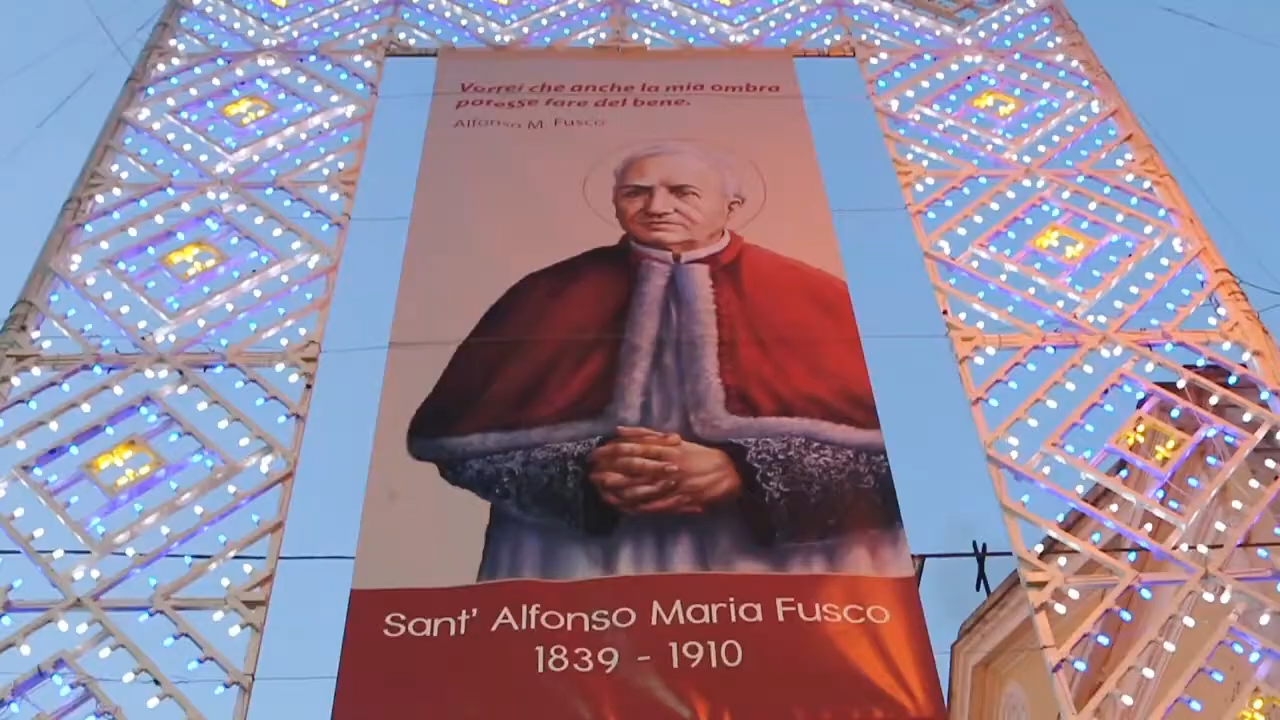 Vorrei che anche la mia ombra
potesse fare del bene.
Alfonso M. Fusco
Sant' Alfonso Maria Fusco
1839 - 1910